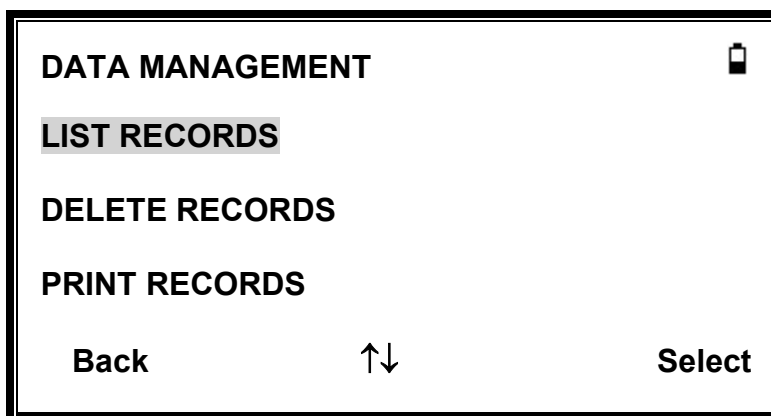 DATA MANAGEMENT
LIST RECORDS
DELETE RECORDS
PRINT RECORDS
Back ↑↓ Select